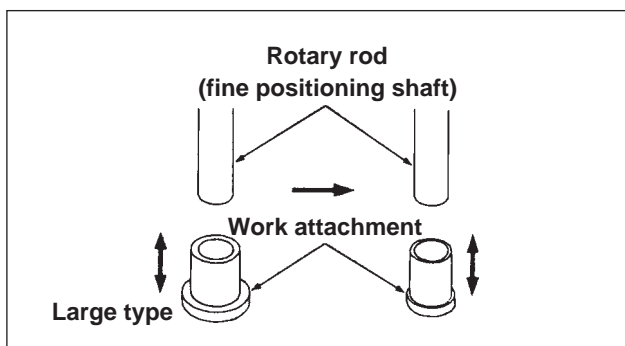 Rotary rod
(fine positioning shaft)
Work attachment
Large type